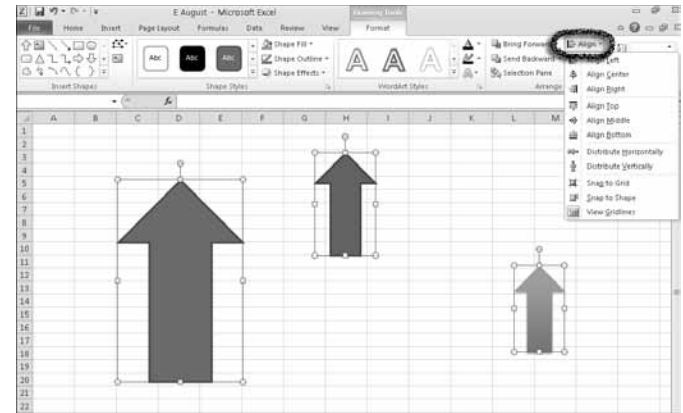 E August - Microsoft Excel
File Home Insert Page Layout Formulas Data Review View Format
Abc Abc Abc
Shape Fill
Shape Outline
Shape Effects
A A A
A
A
Bring Forward
Send Backward
Selection Pane
Align
Insert Shapes Shape Styles WordArt Styles Arrange
Left
Align Center
Align Right
Align Top
Align Middle
Align Bottom
Distribute Horizontally
Distribute Vertically
Snap to Grid
Snap to Shape
View Gridlines
fx
A B C D E F G H I J K L M
1
2
3
4
5
6
7
8
9
10
11
12
13
14
15
16
17
18
19
20
21
22